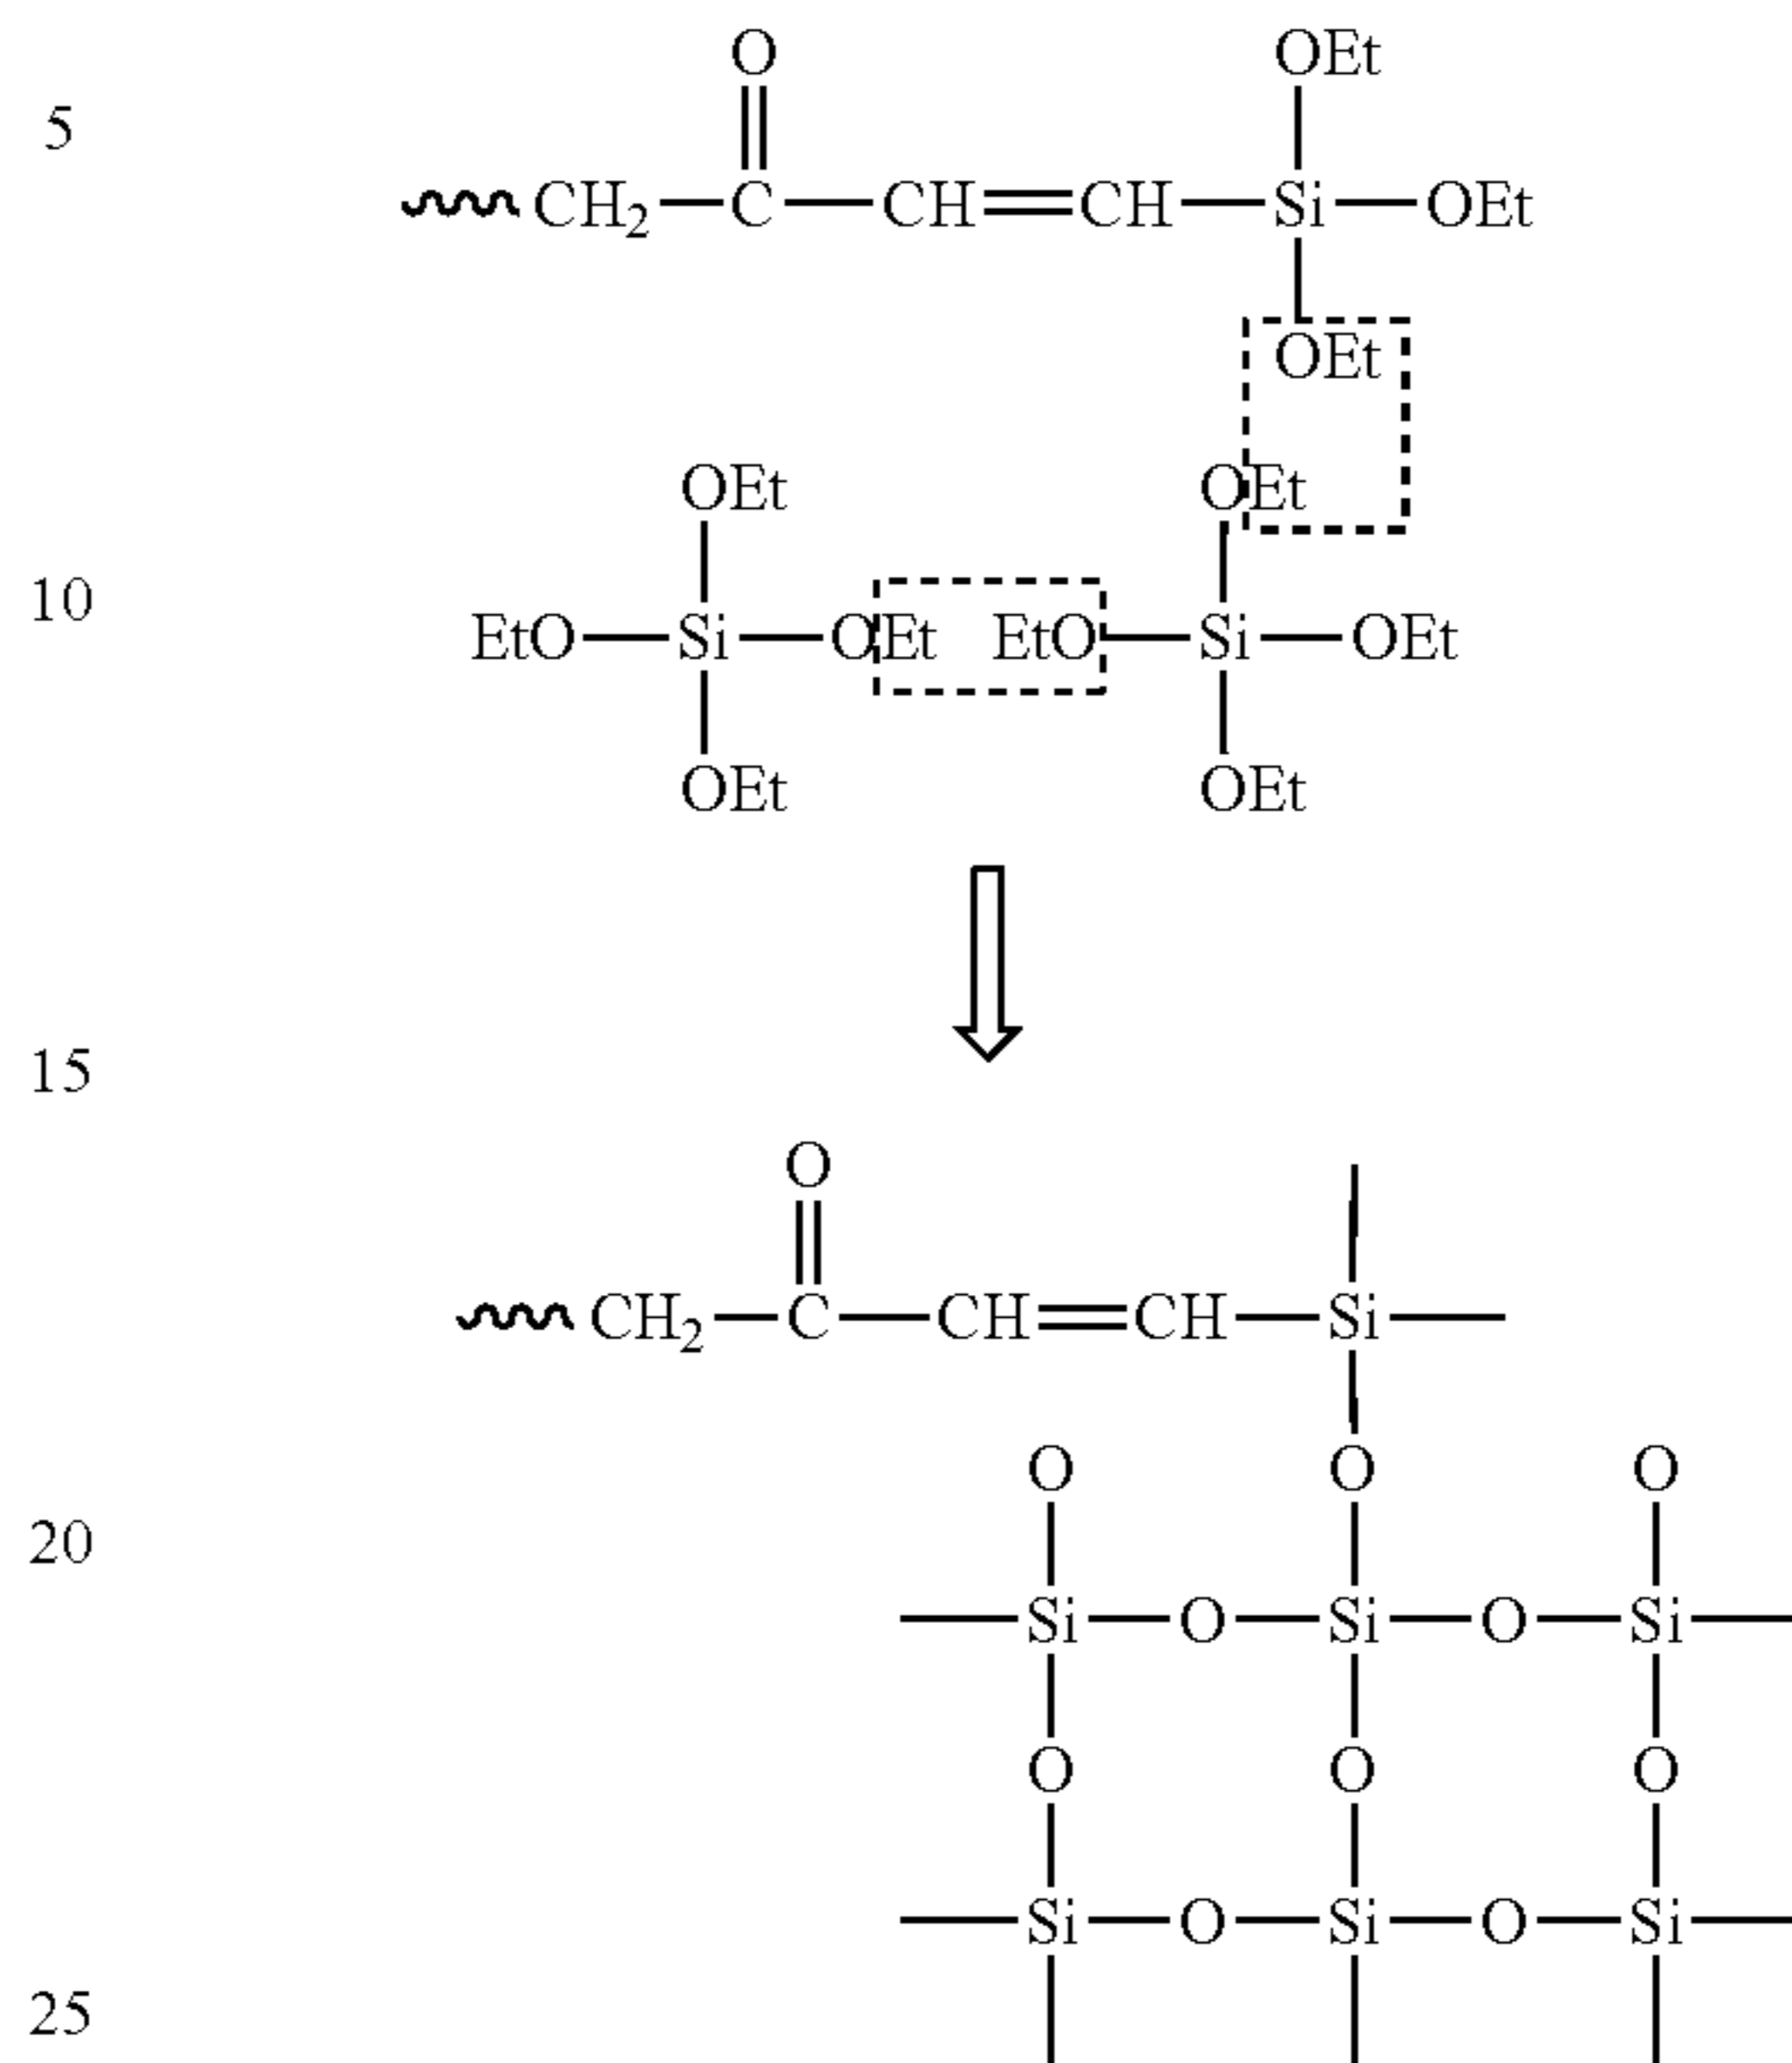 O OEt
5
CH2 C CH CH Si OEt
OEt
OEt OEt
10
EtO Si OEt EtO Si OEt
OEt OEt
15
O
CH2 C CH CH Si
O O O
20
Si O Si O Si
O O O
Si O Si O Si
25